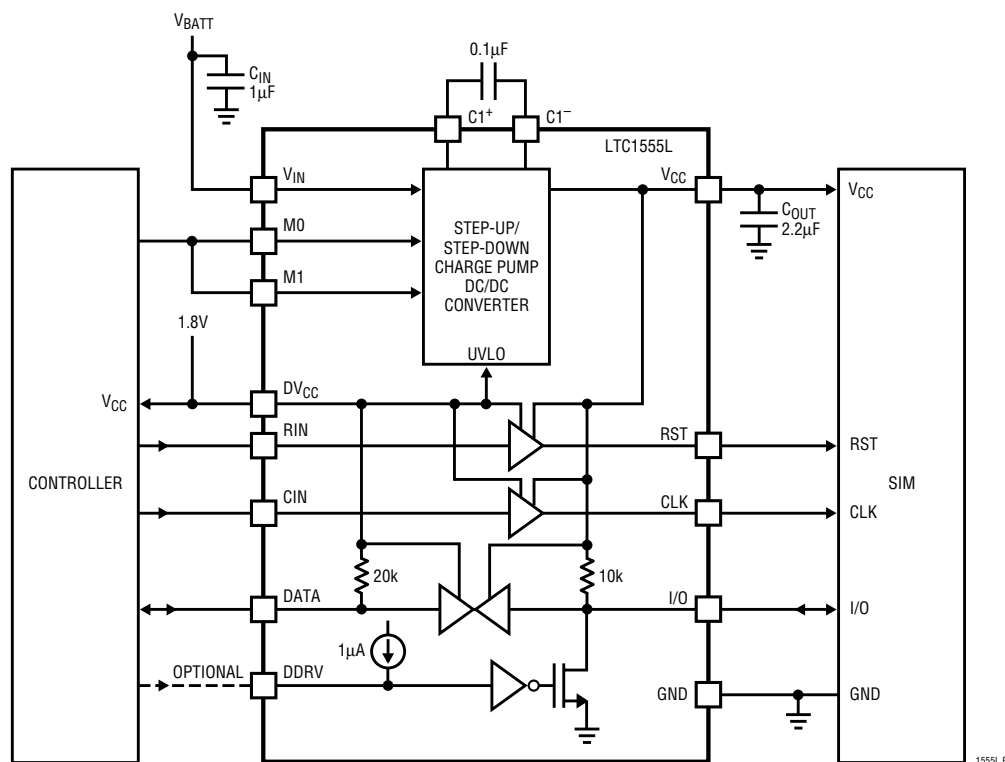 VBATT
CIN
1µF
0.1µF
C1+
C1–
LTC1555L
VIN
VCC
VCC
COUT
2.2µF
M0
M1
STEP-UP/
STEP-DOWN
CHARGE PUMP
DC/DC
CONVERTER
UVLO
1.8V
VCC
DVCC
RIN
RST
RST
CONTROLLER
SIM
CIN
CLK
CLK
20k
10k
DATA
I/O
I/O
1µA
OPTIONAL
DDRV
GND
GND